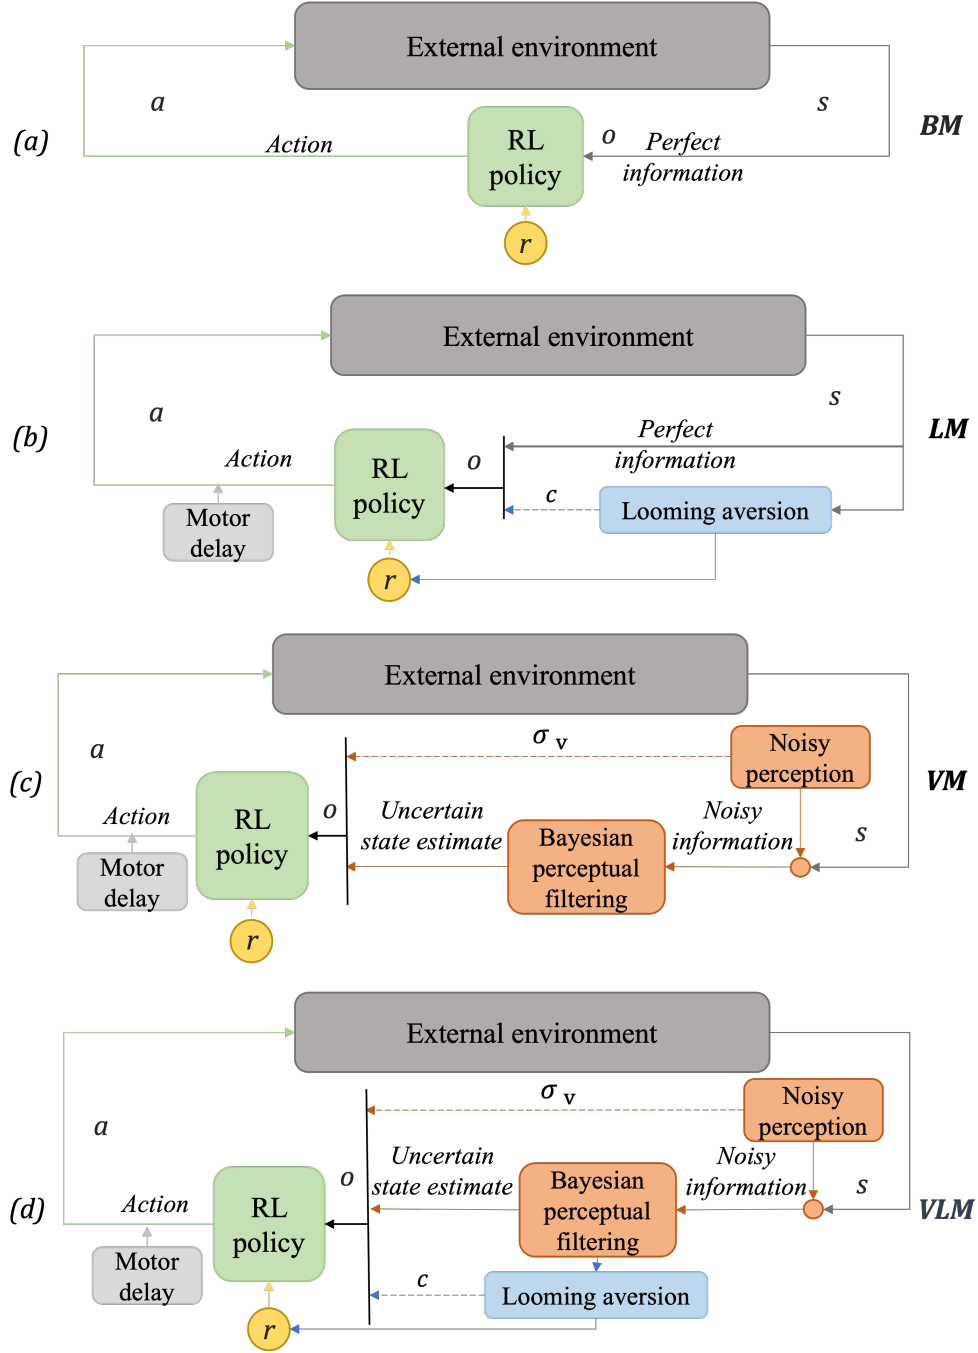 External environment
a
s
(a)
BM
Action
RL
policy
o
Perfect
information
r
External environment
a
s
(b)
LM
Action
RL
policy
o
Perfect
information
c
Looming aversion
Motor
delay
r
External environment
a
σ v
Noisy
perception
(c)
VM
Action
RL
policy
o
Uncertain
state estimate
Bayesian
perceptual
filtering
Noisy
information
s
Motor
delay
r
External environment
a
σ v
Noisy
perception
(d)
VLM
Action
RL
policy
o
Uncertain
state estimate
Bayesian
perceptual
filtering
Noisy
information
s
Motor
delay
c
Looming aversion
r